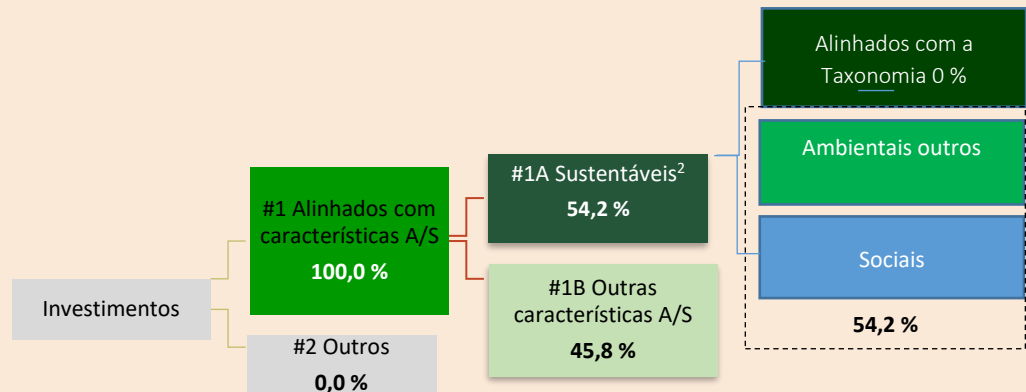 Investimentos
#1 Alinhados com
características A/S
100,0 %
#2 Outros
0,0 %
#1A Sustentáveis²
54,2 %
#1B Outras
características A/S
45,8 %
Alinhados com a
Taxonomia 0 %
Ambientais outros
Sociais
54,2 %